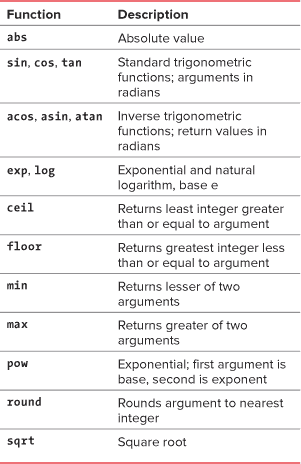 Function Description
abs Absolute value
sin, cos, tan Standard trigonometric
functions; arguments in
radians
acos, asin, atan Inverse trigonometric
functions; return values in
radians
exp, log Exponential and natural
logarithm, base e
ceil Returns least integer greater
than or equal to argument
floor Returns greatest integer less
than or equal to argument
min Returns lesser of two
arguments
max Returns greater of two
arguments
pow Exponential; first argument is
base, second is exponent
round Rounds argument to nearest
integer
sqrt Square root